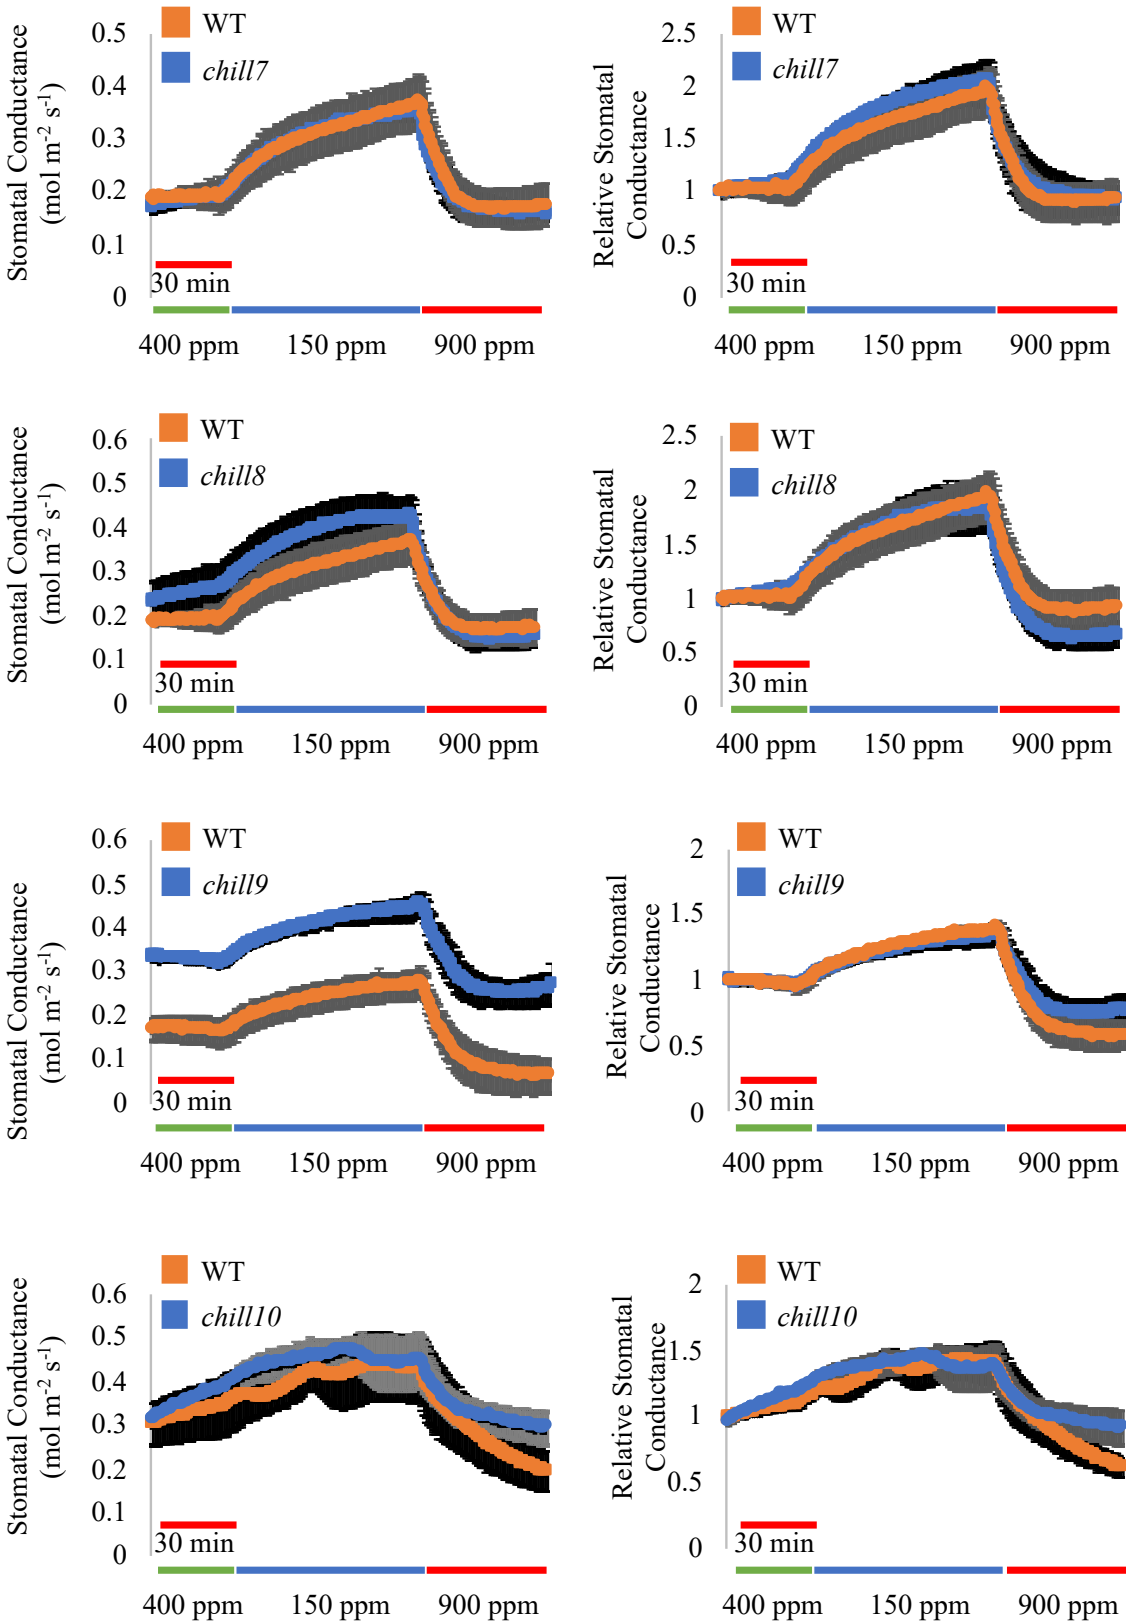 Stomatal Conductance
(mol m⁻² s⁻¹)
0.5
0.4
0.3
0.2
0.1
0
WT
chill7
30 min
400 ppm 150 ppm 900 ppm
Relative Stomatal
Conductance
2.5
2
1.5
1
0.5
0
WT
chill7
30 min
400 ppm 150 ppm 900 ppm
Stomatal Conductance
(mol m⁻² s⁻¹)
0.6
0.5
0.4
0.3
0.2
0.1
0
WT
chill8
30 min
400 ppm 150 ppm 900 ppm
Relative Stomatal
Conductance
2.5
2
1.5
1
0.5
0
WT
chill8
30 min
400 ppm 150 ppm 900 ppm
Stomatal Conductance
(mol m⁻² s⁻¹)
0.6
0.5
0.4
0.3
0.2
0.1
0
WT
chill9
30 min
400 ppm 150 ppm 900 ppm
Relative Stomatal
Conductance
2
1.5
1
0.5
0
WT
chill9
30 min
400 ppm 150 ppm 900 ppm
Stomatal Conductance
(mol m⁻² s⁻¹)
0.6
0.5
0.4
0.3
0.2
0.1
0
WT
chill10
30 min
400 ppm 150 ppm 900 ppm
Relative Stomatal
Conductance
2
1.5
1
0.5
0
WT
chill10
30 min
400 ppm 150 ppm 900 ppm